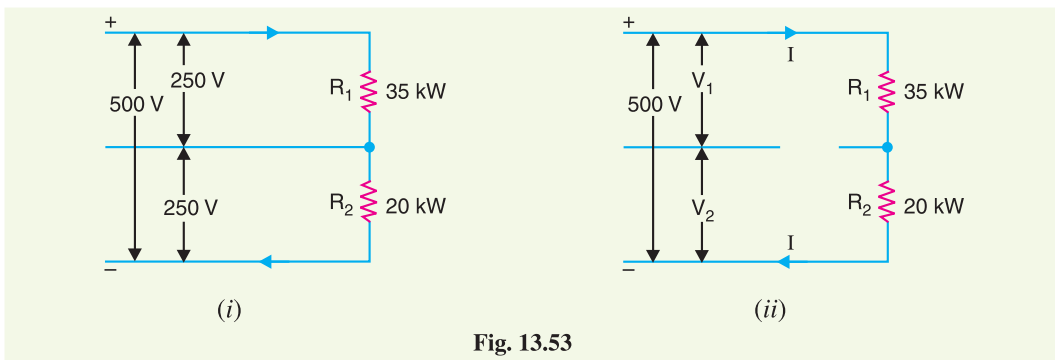 +
250 V
500 V
R1 35 kW
250 V
R2 20 kW
–
(i)
+
I
V1
500 V
R1 35 kW
V2
R2 20 kW
I
–
(ii)
Fig. 13.53